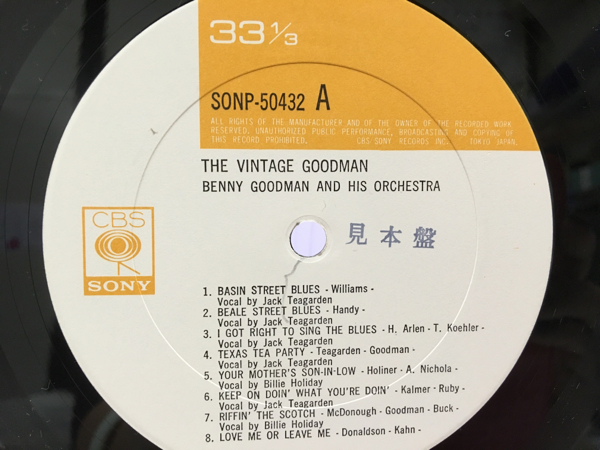 33 1/3
SONP-50432 A
ALL RIGHTS OF THE MANUFACTURER AND OF THE OWNER OF THE RECORDED WORK
RESERVED. UNAUTHORIZED PUBLIC PERFORMANCE, BROADCASTING AND COPYING OF
THIS RECORD PROHIBITED. CBS SONY RECORDS INC. TOKYO JAPAN.
THE VINTAGE GOODMAN
BENNY GOODMAN AND HIS ORCHESTRA
CBS
SONY
見本盤
1. BASIN STREET BLUES - Williams -
Vocal by Jack Teagarden
2. BEALE STREET BLUES - Handy -
Vocal by Jack Teagarden
3. I GOT RIGHT TO SING THE BLUES - H. Arlen - T. Koehler -
Vocal by Jack Teagarden
4. TEXAS TEA PARTY - Teagarden - Goodman -
Vocal by Jack Teagarden
5. YOUR MOTHER'S SON-IN-LOW - Holiner - A. Nichola -
Vocal by Billie Holiday
6. KEEP ON DOIN' WHAT YOU'RE DOIN' - Kalmer - Ruby -
Vocal by Jack Teagarden
7. RIFFIN' THE SCOTCH - McDonough - Goodman - Buck -
Vocal by Billie Holiday
8. LOVE ME OR LEAVE ME - Donaldson - Kahn -